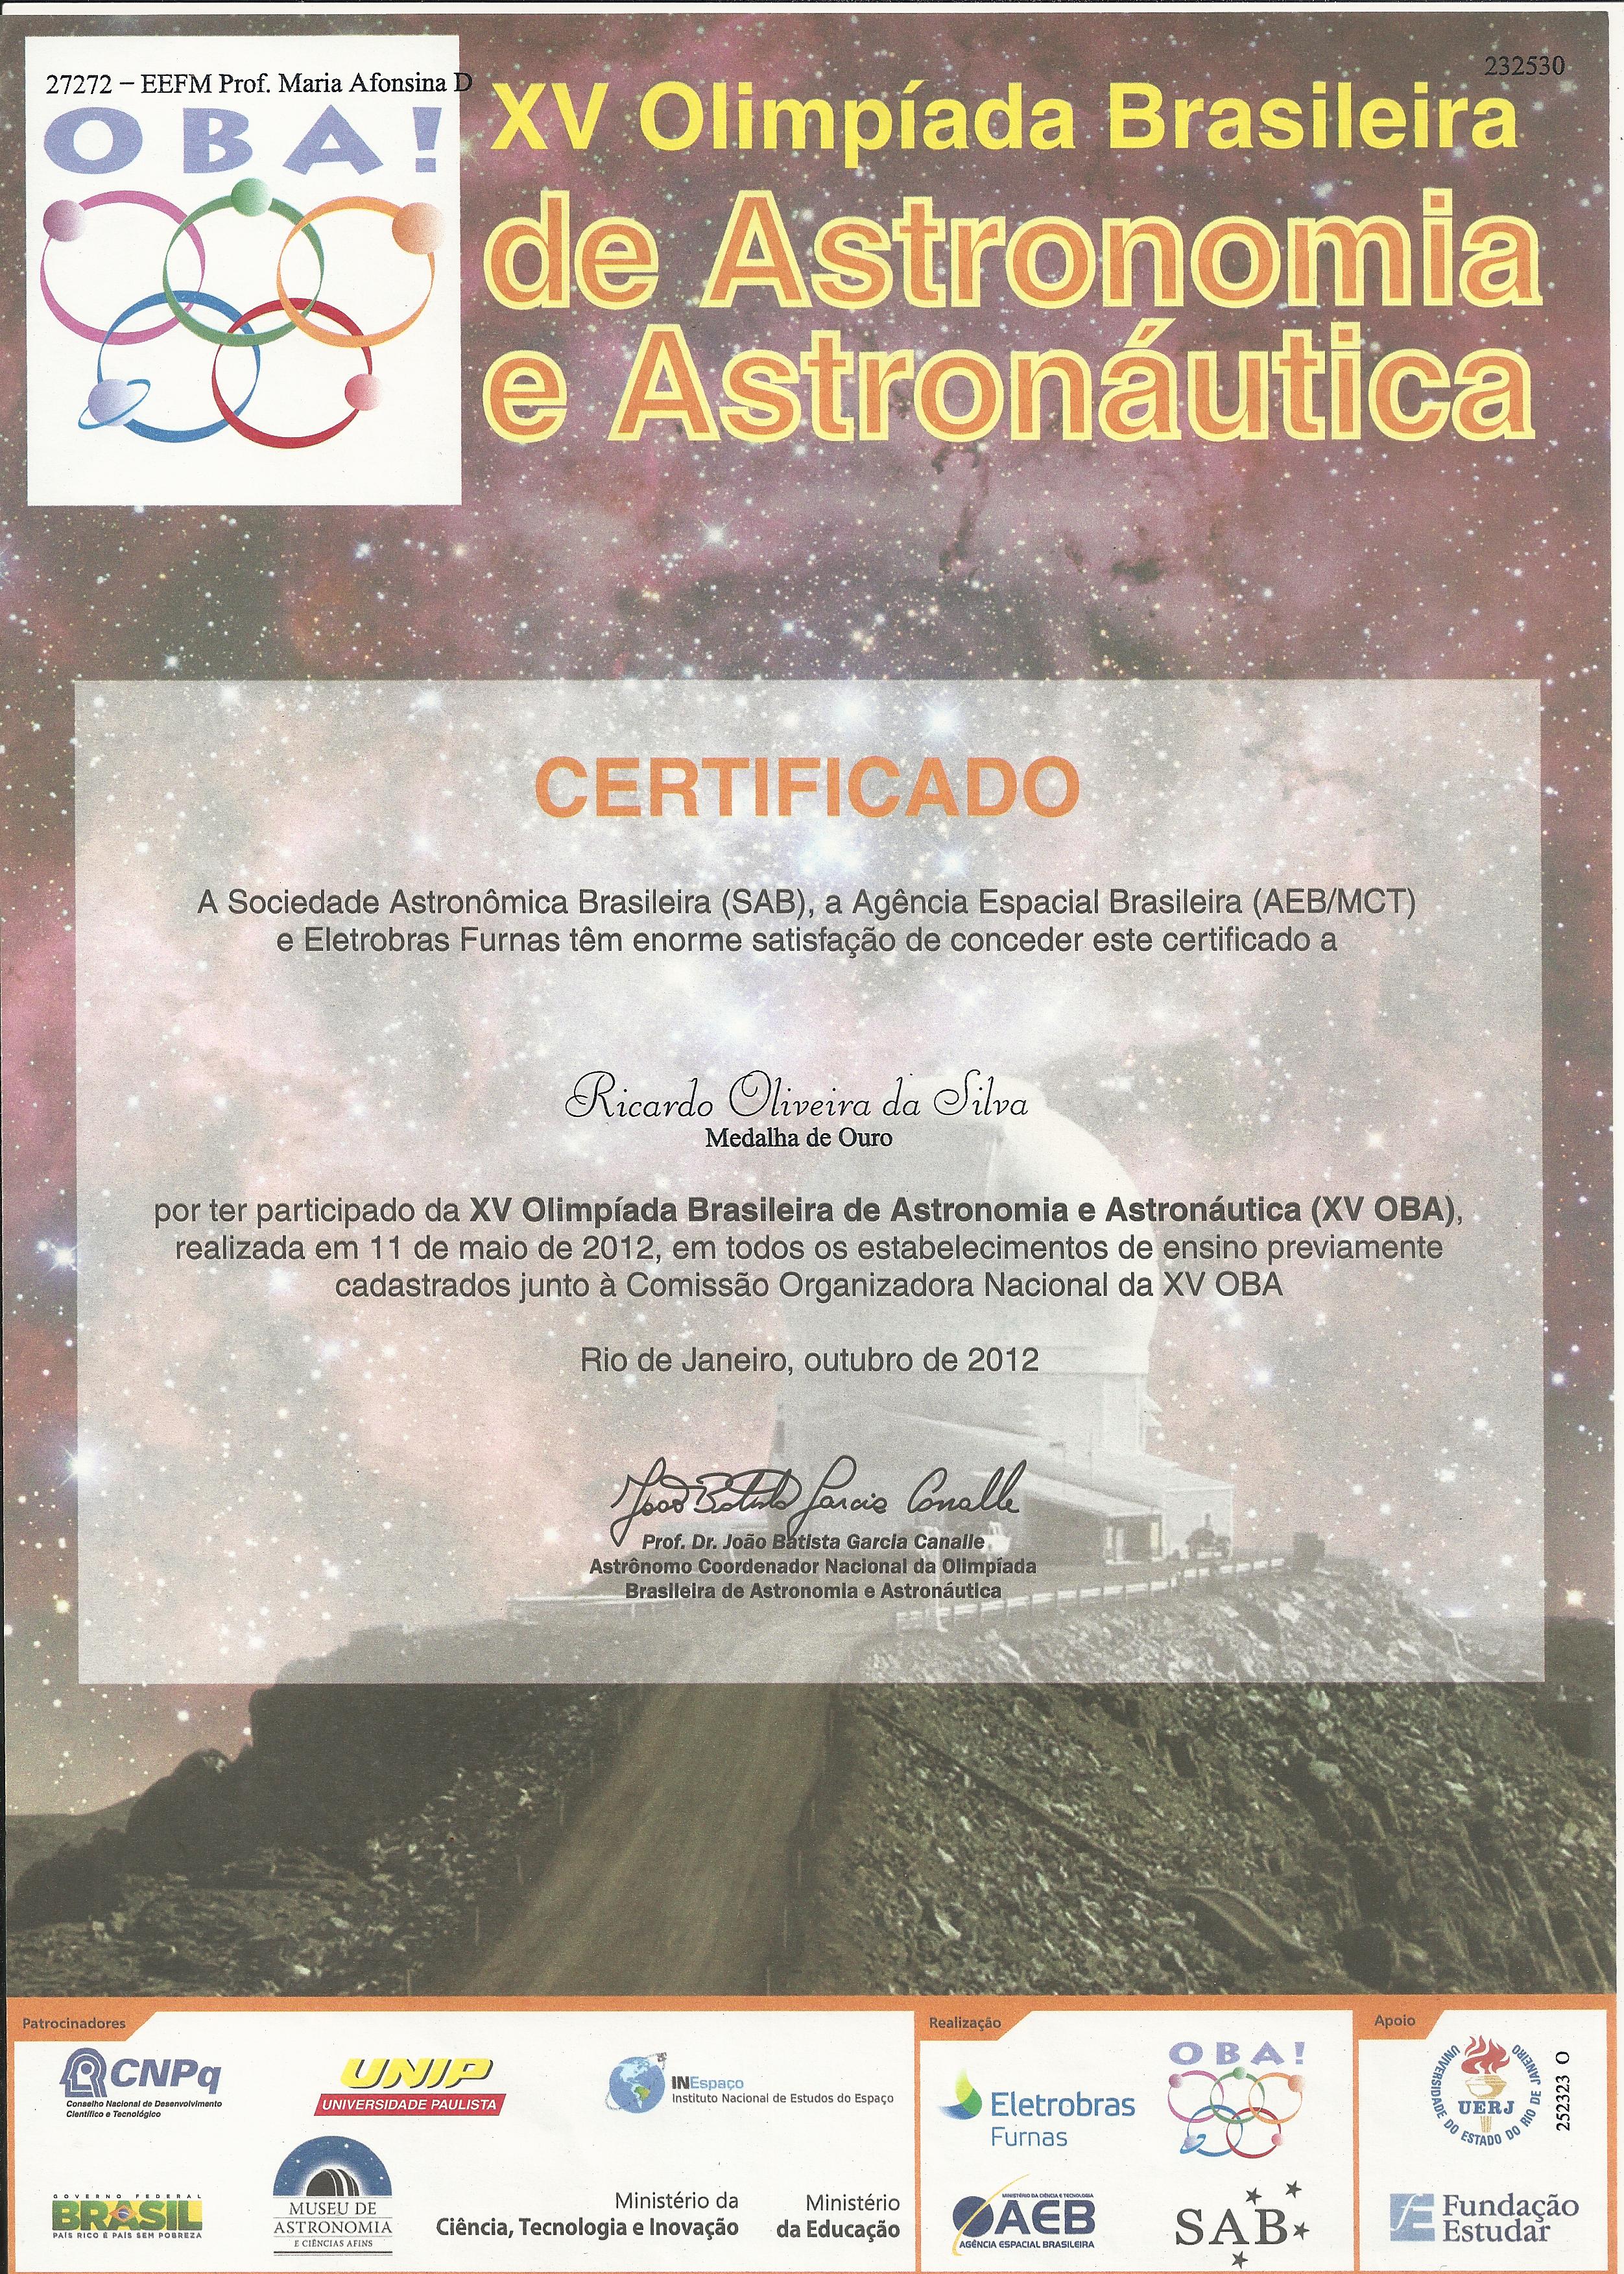 27272 – EEFM Prof. Maria Afonsina D
232530
OBA!
XV Olimpíada Brasileira
de Astronomia
e Astronáutica
CERTIFICADO
A Sociedade Astronômica Brasileira (SAB), a Agência Espacial Brasileira (AEB/MCT)
e Eletrobras Furnas têm enorme satisfação de conceder este certificado a
Ricardo Oliveira da Silva
Medalha de Ouro
por ter participado da XV Olimpíada Brasileira de Astronomia e Astronáutica (XV OBA),
realizada em 11 de maio de 2012, em todos os estabelecimentos de ensino previamente
cadastrados junto à Comissão Organizadora Nacional da XV OBA
Rio de Janeiro, outubro de 2012
João Batista Garcia Canalle
Prof. Dr. João Batista Garcia Canalle
Astrônomo Coordenador Nacional da Olimpíada
Brasileira de Astronomia e Astronáutica
Patrocinadores
CNPq
Conselho Nacional de Desenvolvimento
Científico e Tecnológico
UNIP
UNIVERSIDADE PAULISTA
INEspaço
Instituto Nacional de Estudos do Espaço
GOVERNO FEDERAL
BRASIL
PAÍS RICO É PAÍS SEM POBREZA
MUSEU DE
ASTRONOMIA
E CIÊNCIAS AFINS
Ministério da
Ciência, Tecnologia e Inovação
Ministério
da Educação
Realização
Eletrobras
Furnas
OBA!
MINISTÉRIO DA CIÊNCIA E TECNOLOGIA
AEB
AGÊNCIA ESPACIAL BRASILEIRA
SAB
Apoio
UNIVERSIDADE DO ESTADO DO RIO DE JANEIRO
UERJ
252323 O
Fundação
Estudar